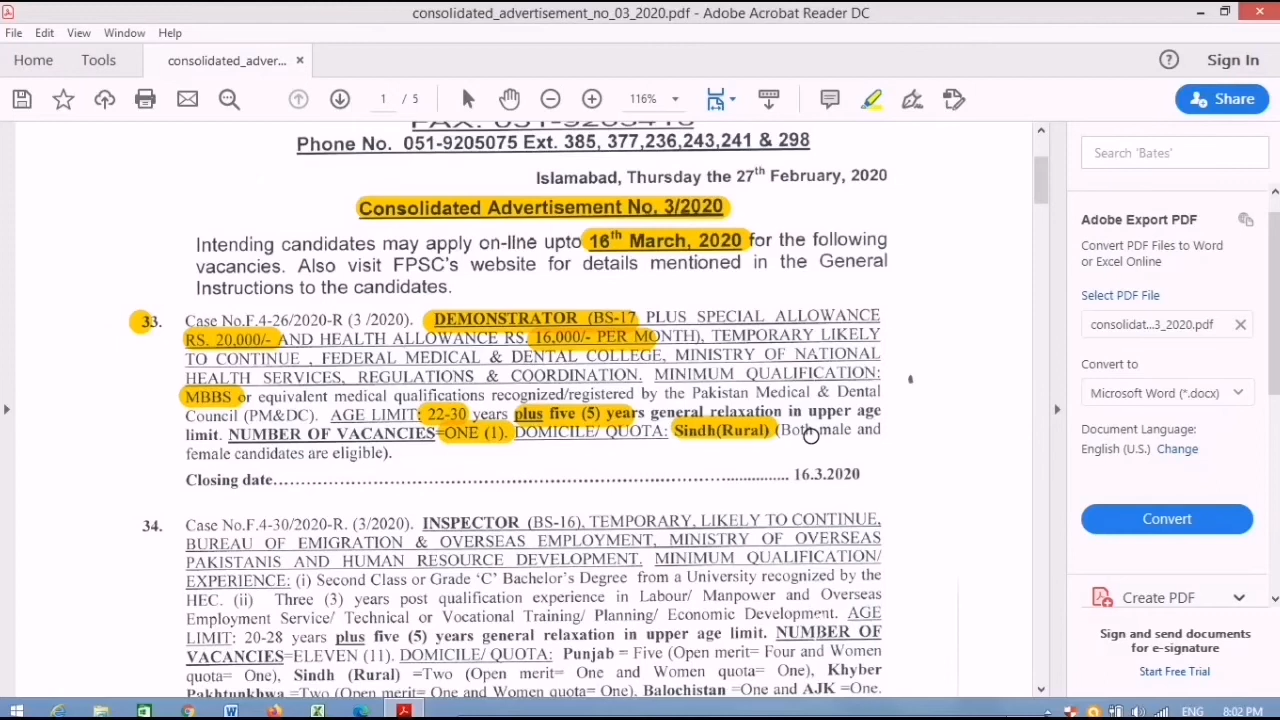 consolidated_advertisement_no_03_2020.pdf - Adobe Acrobat Reader DC
File Edit View Window Help
Home Tools consolidated_adver... × Sign In
1 / 5 116% Share
FAX: 051-9203410
Phone No. 051-9205075 Ext. 385, 377,236,243,241 & 298
Islamabad, Thursday the 27th February, 2020
Consolidated Advertisement No. 3/2020
Intending candidates may apply on-line upto 16th March, 2020 for the following
vacancies. Also visit FPSC's website for details mentioned in the General
Instructions to the candidates.
33. Case No.F.4-26/2020-R (3 /2020). DEMONSTRATOR (BS-17 PLUS SPECIAL ALLOWANCE
RS. 20,000/- AND HEALTH ALLOWANCE RS. 16,000/- PER MONTH), TEMPORARY LIKELY
TO CONTINUE , FEDERAL MEDICAL & DENTAL COLLEGE, MINISTRY OF NATIONAL
HEALTH SERVICES, REGULATIONS & COORDINATION. MINIMUM QUALIFICATION:
MBBS or equivalent medical qualifications recognized/registered by the Pakistan Medical & Dental
Council (PM&DC). AGE LIMIT: 22-30 years plus five (5) years general relaxation in upper age
limit. NUMBER OF VACANCIES=ONE (1). DOMICILE/ QUOTA: Sindh(Rural) (Both male and
female candidates are eligible).
Closing date……………………………………………………………............... 16.3.2020
34. Case No.F.4-30/2020-R. (3/2020). INSPECTOR (BS-16), TEMPORARY, LIKELY TO CONTINUE,
BUREAU OF EMIGRATION & OVERSEAS EMPLOYMENT, MINISTRY OF OVERSEAS
PAKISTANIS AND HUMAN RESOURCE DEVELOPMENT. MINIMUM QUALIFICATION/
EXPERIENCE: (i) Second Class or Grade 'C' Bachelor's Degree from a University recognized by the
HEC. (ii) Three (3) years post qualification experience in Labour/ Manpower and Overseas
Employment Service/ Technical or Vocational Training/ Planning/ Economic Development. AGE
LIMIT: 20-28 years plus five (5) years general relaxation in upper age limit. NUMBER OF
VACANCIES=ELEVEN (11). DOMICILE/ QUOTA: Punjab = Five (Open merit= Four and Women
quota= One), Sindh (Rural) =Two (Open merit= One and Women quota= One), Khyber
Pakhtunkhwa =Two (Open merit= One and Women quota= One), Balochistan =One and AJK =One.
Search 'Bates'
Adobe Export PDF
Convert PDF Files to Word
or Excel Online
Select PDF File
consolidat...3_2020.pdf
Convert to
Microsoft Word (*.docx)
Document Language:
English (U.S.) Change
Convert
Create PDF
Sign and send documents
for e-signature
Start Free Trial
ENG 8:02 PM